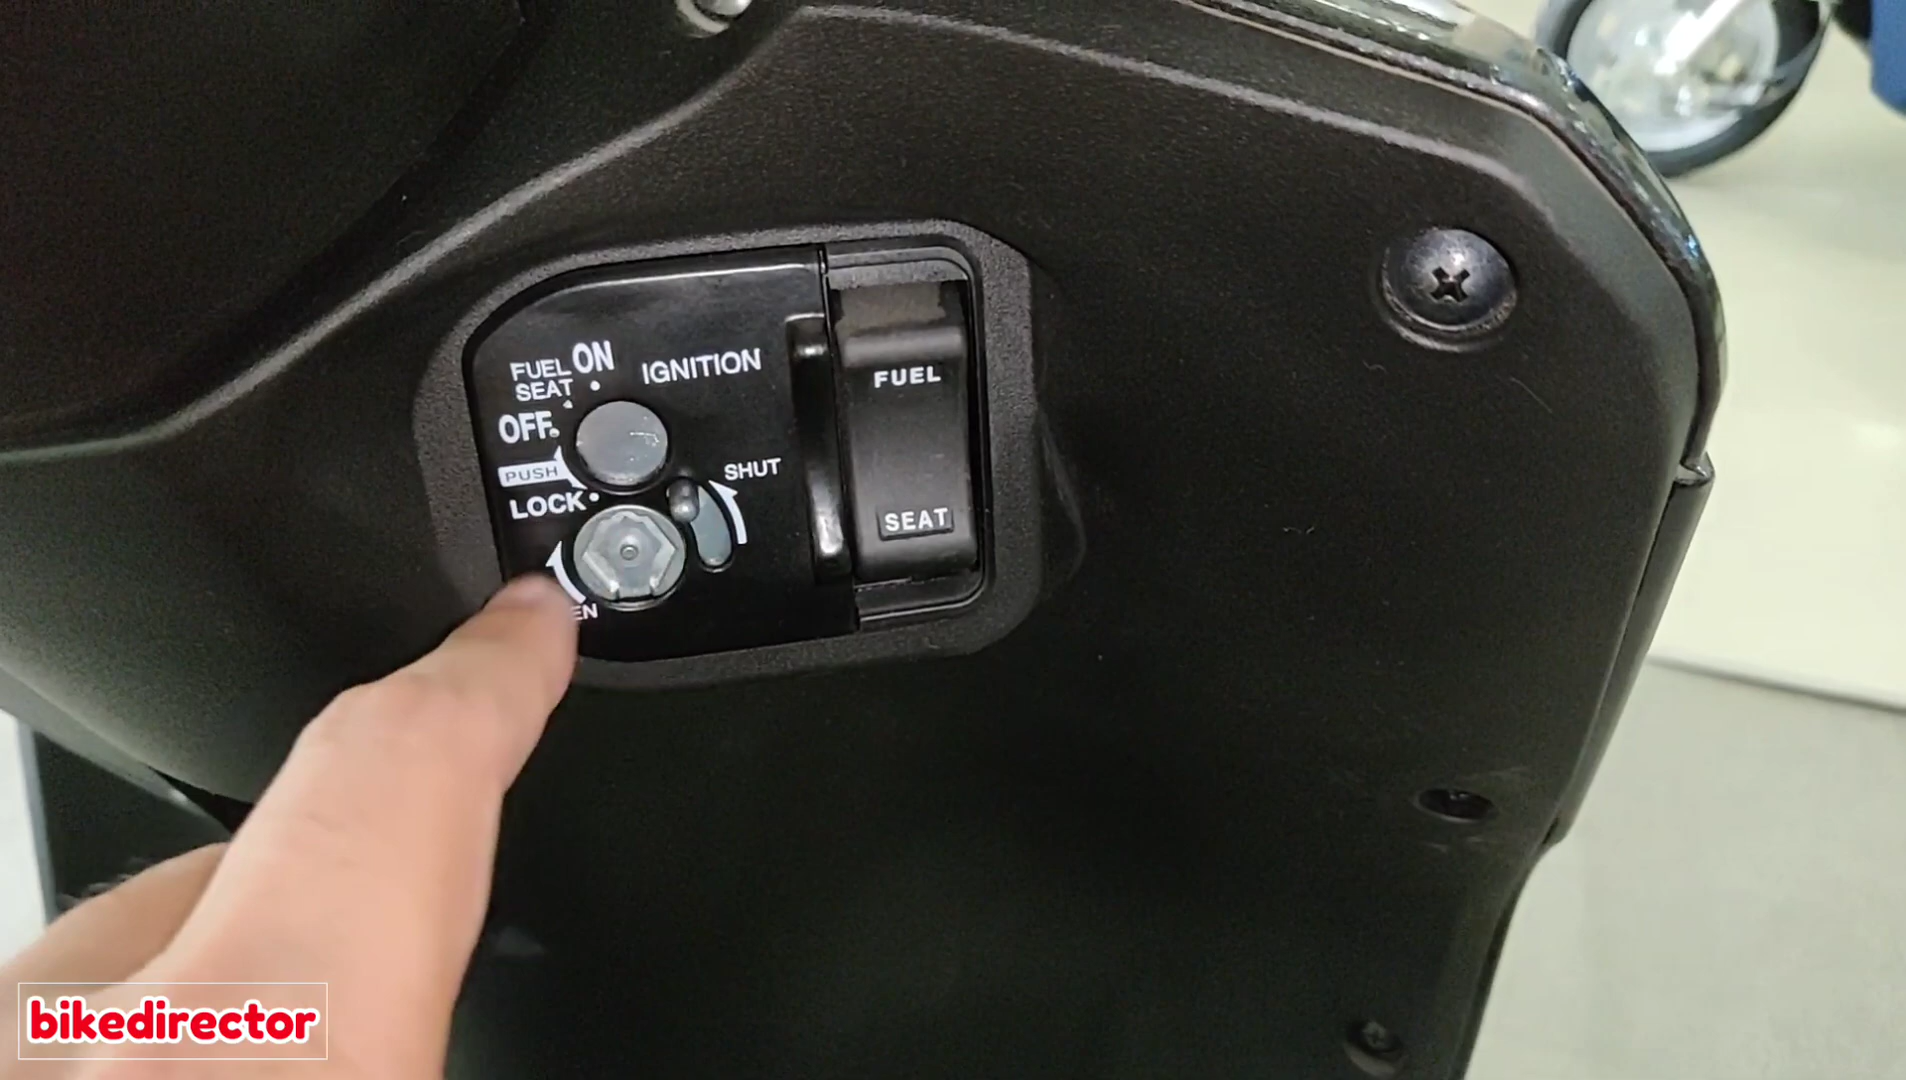 ON
FUEL
SEAT
IGNITION
OFF
PUSH
LOCK
SHUT
FUEL
SEAT
bikedirector